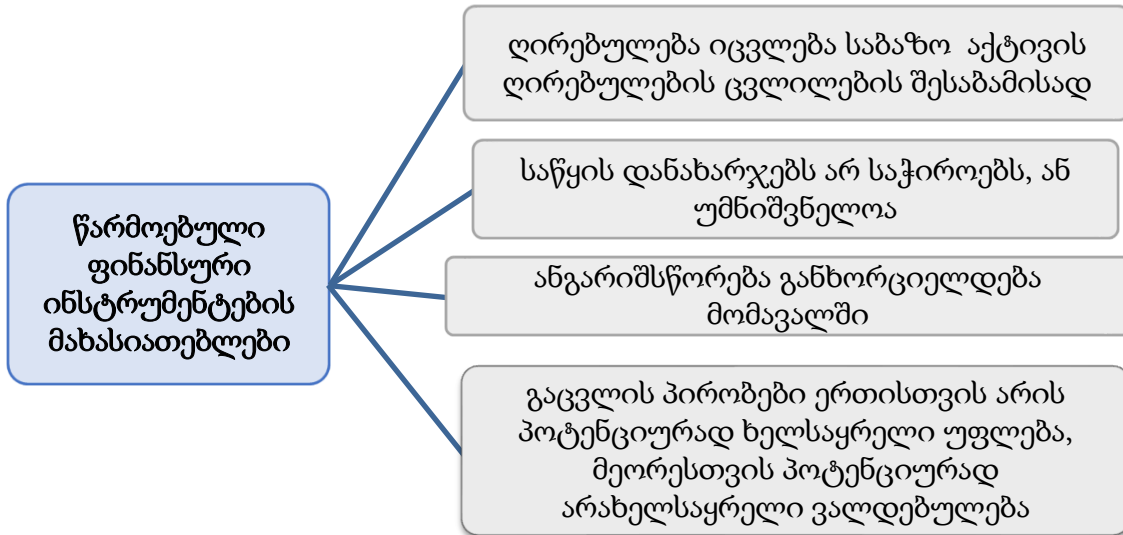 წარმოებული
ფინანსური
ინსტრუმენტების
მახასიათებლები
ღირებულება იცვლება საბაზო აქტივის
ღირებულების ცვლილების შესაბამისად
საწყის დანახარჯებს არ საჭიროებს, ან
უმნიშვნელოა
ანგარიშსწორება განხორციელდება
მომავალში
გაცვლის პირობები ერთისთვის არის
პოტენციურად ხელსაყრელი უფლება,
მეორესთვის პოტენციურად
არახელსაყრელი ვალდებულება